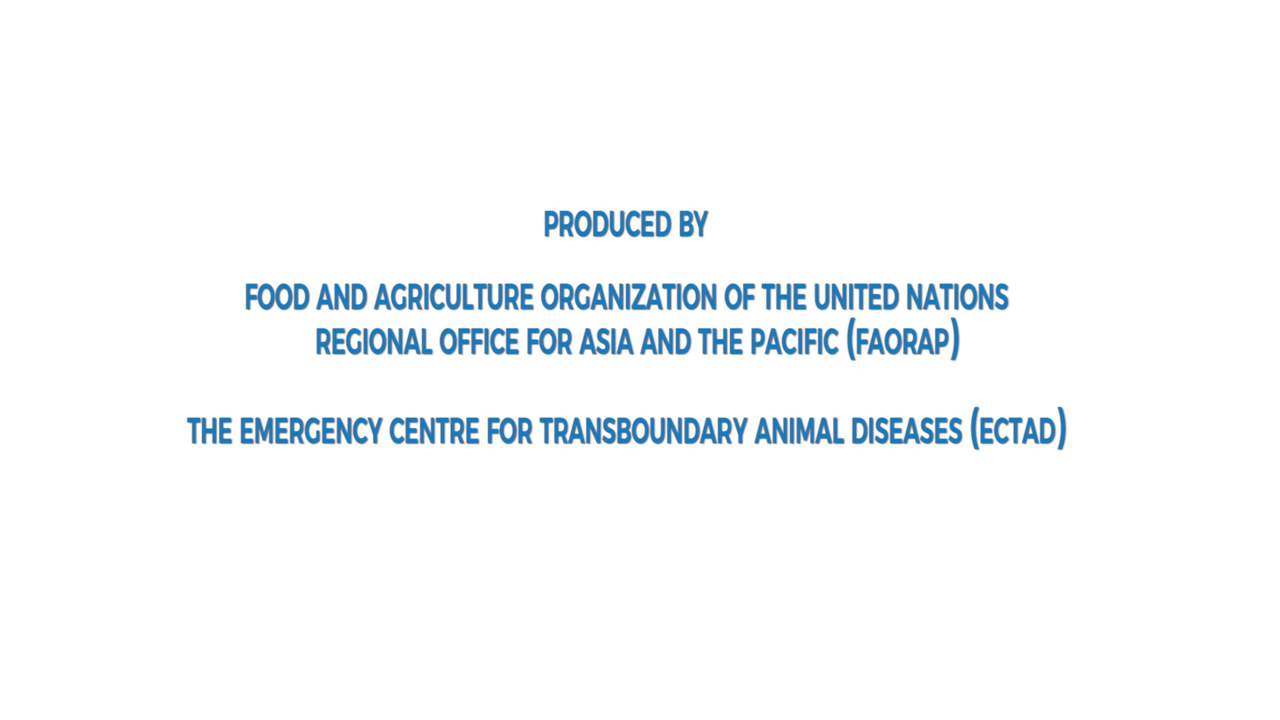 PRODUCED BY
FOOD AND AGRICULTURE ORGANIZATION OF THE UNITED NATIONS
REGIONAL OFFICE FOR ASIA AND THE PACIFIC (FAORAP)
THE EMERGENCY CENTRE FOR TRANSBOUNDARY ANIMAL DISEASES (ECTAD)